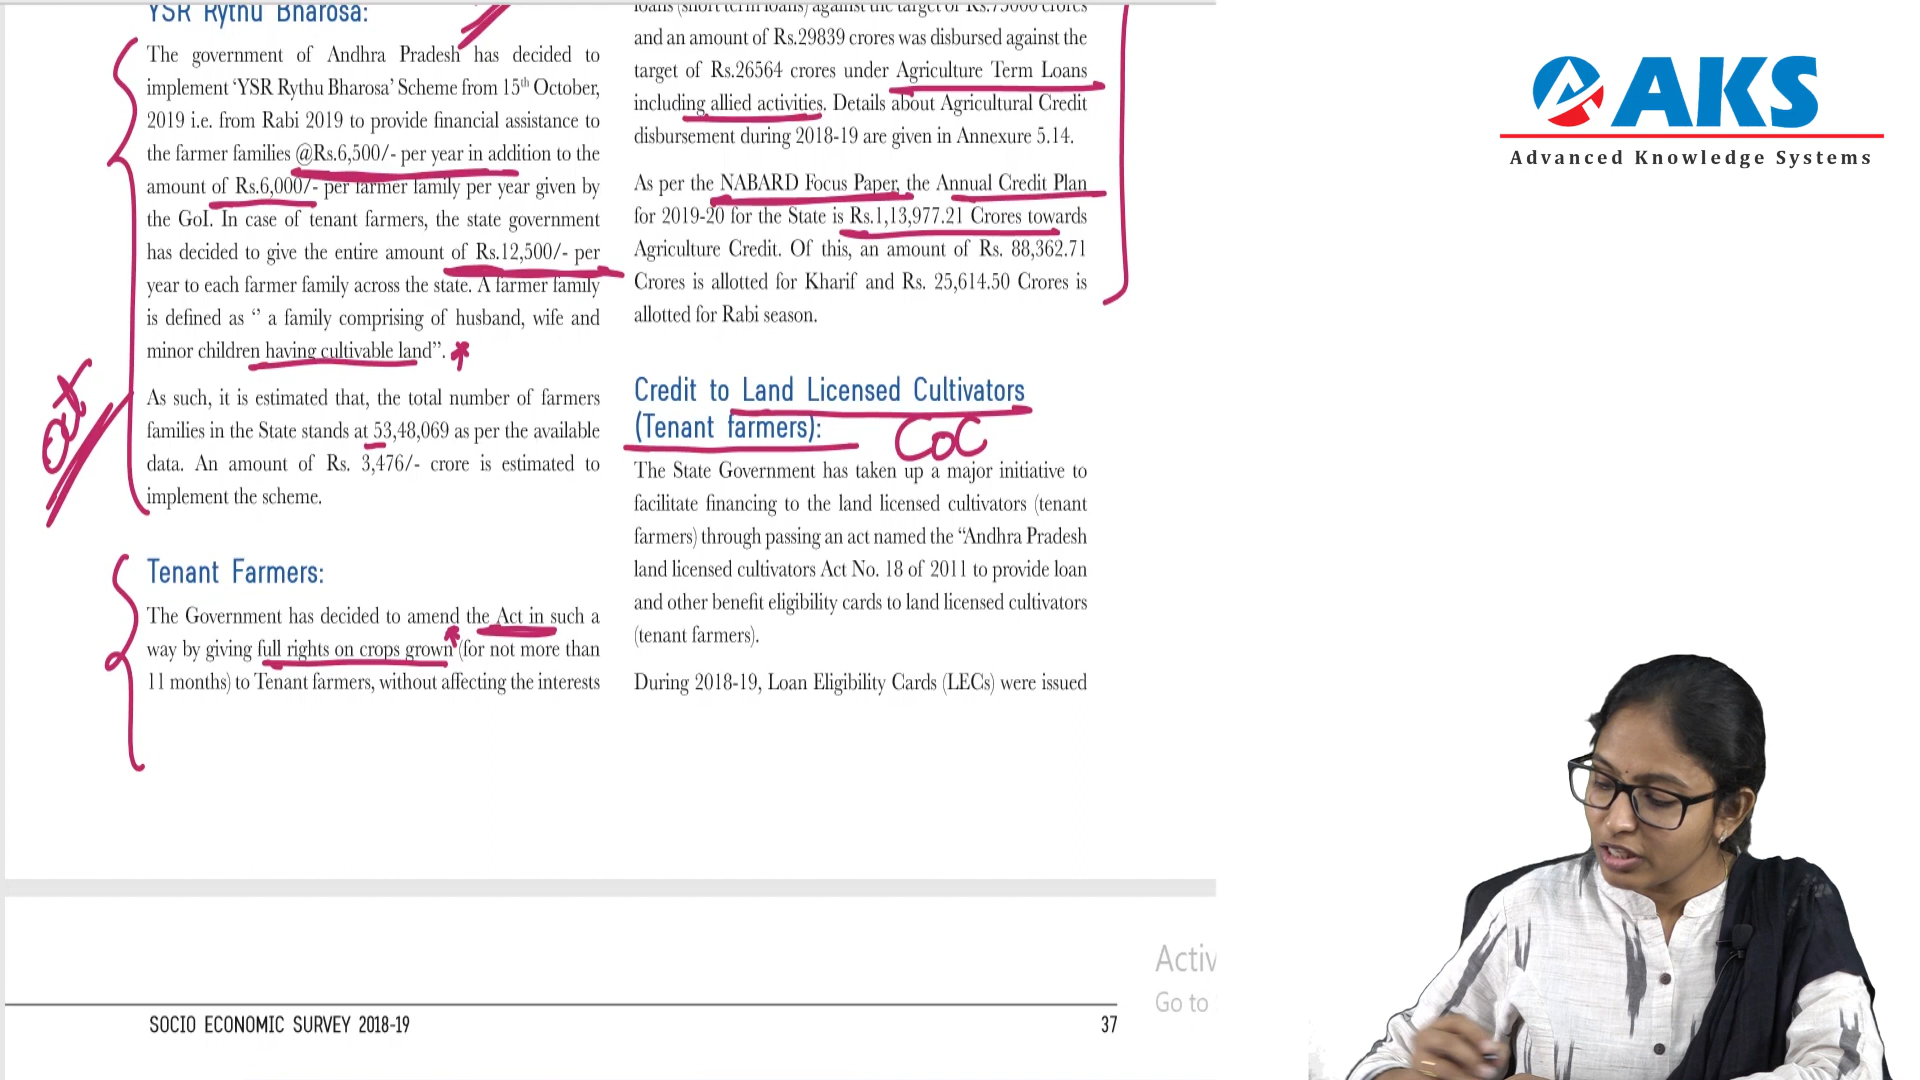 YSR Rythu Bharosa:
The government of Andhra Pradesh has decided to
implement ‘YSR Rythu Bharosa’ Scheme from 15th October,
2019 i.e. from Rabi 2019 to provide financial assistance to
the farmer families @Rs.6,500/- per year in addition to the
amount of Rs.6,000/- per farmer family per year given by
the GoI. In case of tenant farmers, the state government
has decided to give the entire amount of Rs.12,500/- per
year to each farmer family across the state. A farmer family
is defined as ‘’ a family comprising of husband, wife and
minor children having cultivable land”.
As such, it is estimated that, the total number of farmers
families in the State stands at 53,48,069 as per the available
data. An amount of Rs. 3,476/- crore is estimated to
implement the scheme.
Oct
Tenant Farmers:
The Government has decided to amend the Act in such a
way by giving full rights on crops grown (for not more than
11 months) to Tenant farmers, without affecting the interests
loans (short term loans) against the target of Rs.75000 crores
and an amount of Rs.29839 crores was disbursed against the
target of Rs.26564 crores under Agriculture Term Loans
including allied activities. Details about Agricultural Credit
disbursement during 2018-19 are given in Annexure 5.14.
As per the NABARD Focus Paper, the Annual Credit Plan
for 2019-20 for the State is Rs.1,13,977.21 Crores towards
Agriculture Credit. Of this, an amount of Rs. 88,362.71
Crores is allotted for Kharif and Rs. 25,614.50 Crores is
allotted for Rabi season.
Credit to Land Licensed Cultivators
(Tenant farmers):
COC
The State Government has taken up a major initiative to
facilitate financing to the land licensed cultivators (tenant
farmers) through passing an act named the “Andhra Pradesh
land licensed cultivators Act No. 18 of 2011 to provide loan
and other benefit eligibility cards to land licensed cultivators
(tenant farmers).
During 2018-19, Loan Eligibility Cards (LECs) were issued
SOCIO ECONOMIC SURVEY 2018-19
37
Activ
Go to
AKS
Advanced Knowledge Systems